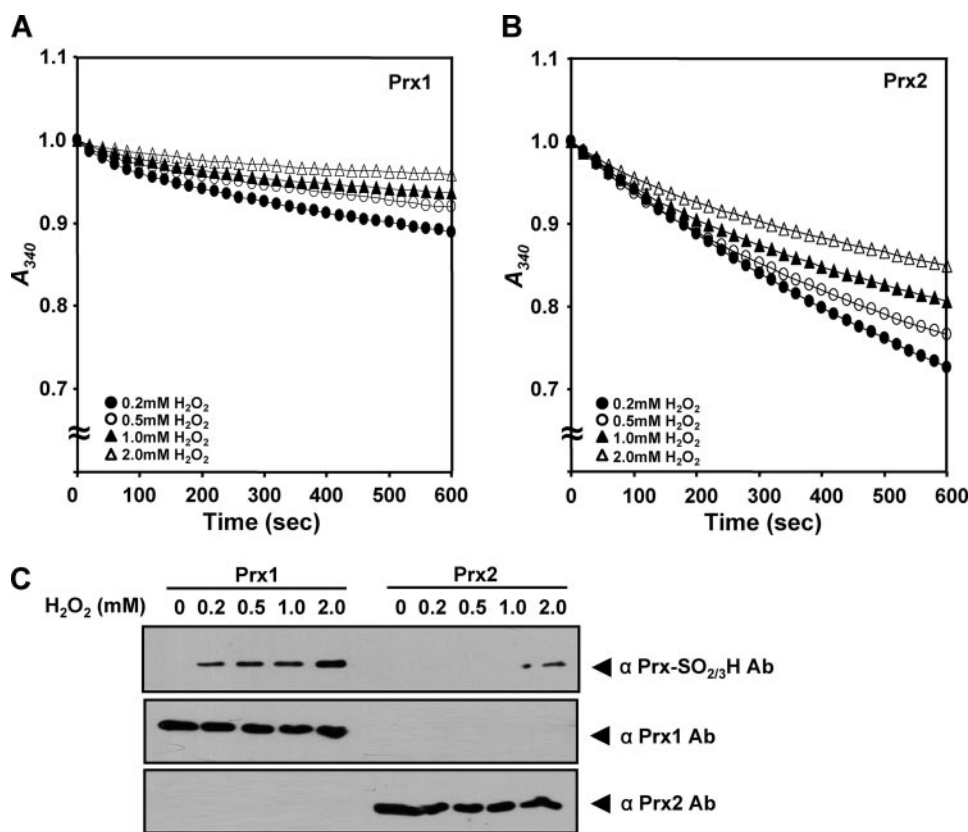 A
1.1
1.0
0.9
0.8
0.7
A340
Prx1
● 0.2mM H2O2
○ 0.5mM H2O2
▲ 1.0mM H2O2
△ 2.0mM H2O2
0 100 200 300 400 500 600
Time (sec)
B
1.1
1.0
0.9
0.8
0.7
A340
Prx2
● 0.2mM H2O2
○ 0.5mM H2O2
▲ 1.0mM H2O2
△ 2.0mM H2O2
0 100 200 300 400 500 600
Time (sec)
C
Prx1 Prx2
H2O2 (mM) 0 0.2 0.5 1.0 2.0 0 0.2 0.5 1.0 2.0
α Prx-SO2/3H Ab
α Prx1 Ab
α Prx2 Ab